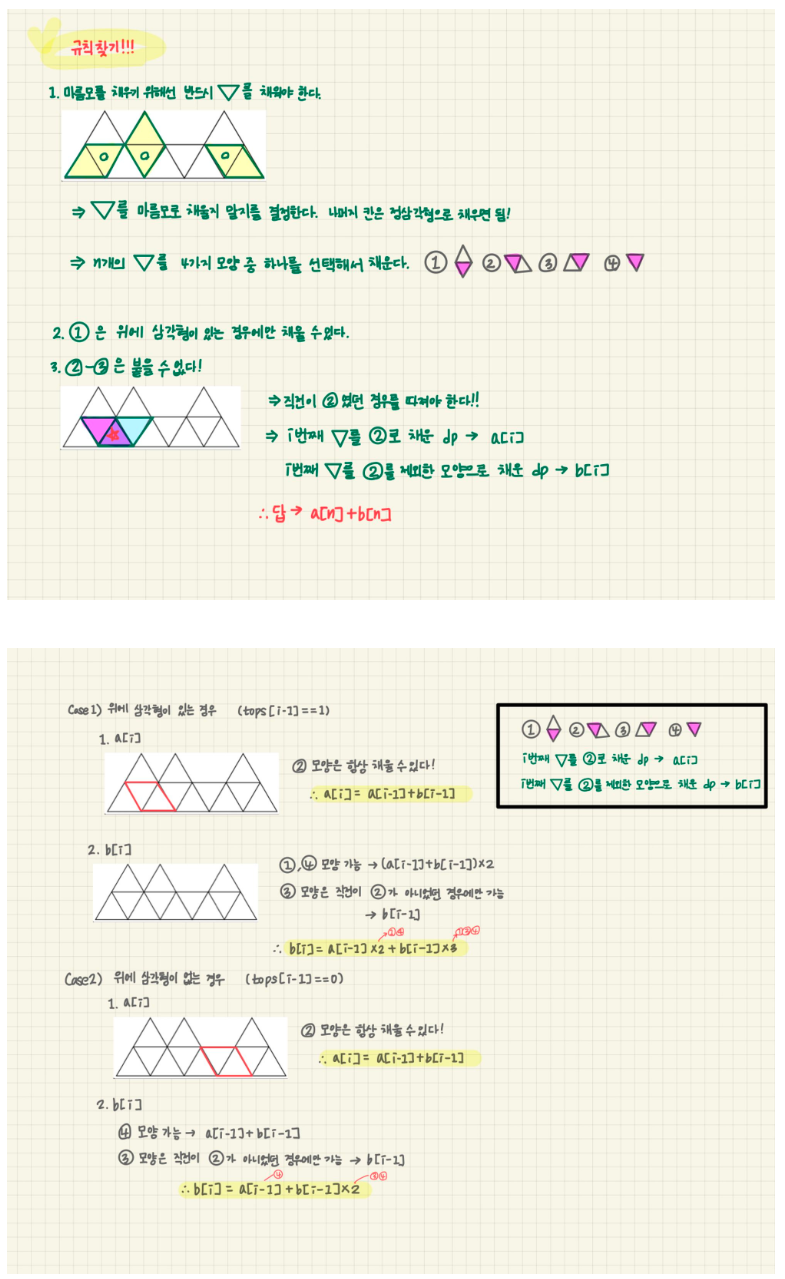 규칙찾기!!!
1. 마름모를 채우기 위해선 반드시 ▽를 채워야 한다.
⇒ ▽를 마름모로 채울지 말지를 결정한다. 나머지 칸은 정삼각형으로 채우면 됨!
⇒ n개의 ▽를 4가지 모양 중 하나를 선택해서 채운다. ① ② ③ ④
2. ①은 위에 삼각형이 있는 경우에만 채울 수있다.
3. ②-③은 붙을 수 없다!
⇒ 직전이 ②였던 경우를 따져야 한다!!
⇒ i번째 ▽를 ②로 채운 dp → a[i]
i번째 ▽를 ②를 제외한 모양으로 채운 dp → b[i]
∴ 답 → a[n]+b[n]
Case1) 위에 삼각형이 있는 경우 (tops[i-1]==1)
① ② ③ ④
i번째 ▽를 ②로 채운 dp → a[i]
i번째 ▽를 ②를 제외한 모양으로 채운 dp → b[i]
1. a[i]
② 모양은 항상 채울 수있다!
∴ a[i] = a[i-1]+b[i-1]
2. b[i]
①,④ 모양 가능 → (a[i-1]+b[i-1])×2
③ 모양은 직전이 ②가 아니었던 경우에만 가능
→ b[i-1]
①④ ①③④
∴ b[i] = a[i-1]×2 + b[i-1]×3
Case2) 위에 삼각형이 없는 경우 (tops[i-1]==0)
1. a[i]
② 모양은 항상 채울 수있다!
∴ a[i] = a[i-1]+b[i-1]
2. b[i]
④ 모양 가능 → a[i-1]+b[i-1]
③ 모양은 직전이 ②가 아니었던 경우에만 가능 → b[i-1]
④ ③④
∴ b[i] = a[i-1] + b[i-1]×2